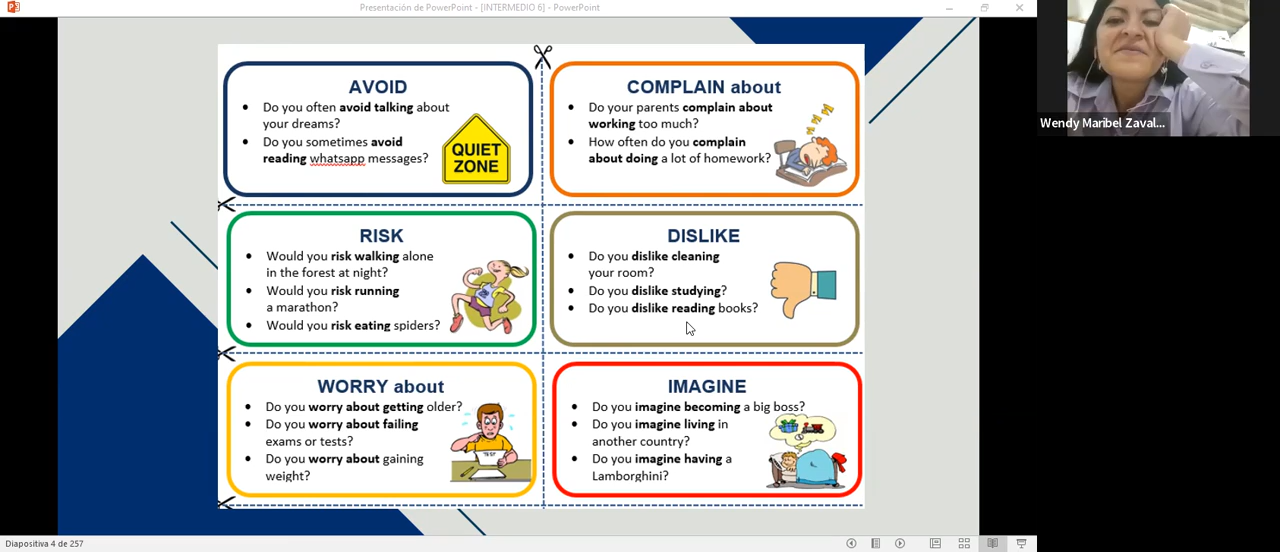 Presentación de PowerPoint - [INTERMEDIO 6] - PowerPoint
Wendy Maribel Zaval...
AVOID
Do you often avoid talking about
your dreams?
Do you sometimes avoid
reading whatsapp messages?
QUIET
ZONE
COMPLAIN about
Do your parents complain about
working too much?
How often do you complain
about doing a lot of homework?
RISK
Would you risk walking alone
in the forest at night?
Would you risk running
a marathon?
Would you risk eating spiders?
DISLIKE
Do you dislike cleaning
your room?
Do you dislike studying?
Do you dislike reading books?
WORRY about
Do you worry about getting older?
Do you worry about failing
exams or tests?
Do you worry about gaining
weight?
TEST
IMAGINE
Do you imagine becoming a big boss?
Do you imagine living in
another country?
Do you imagine having a
Lamborghini?
Diapositiva 4 de 257